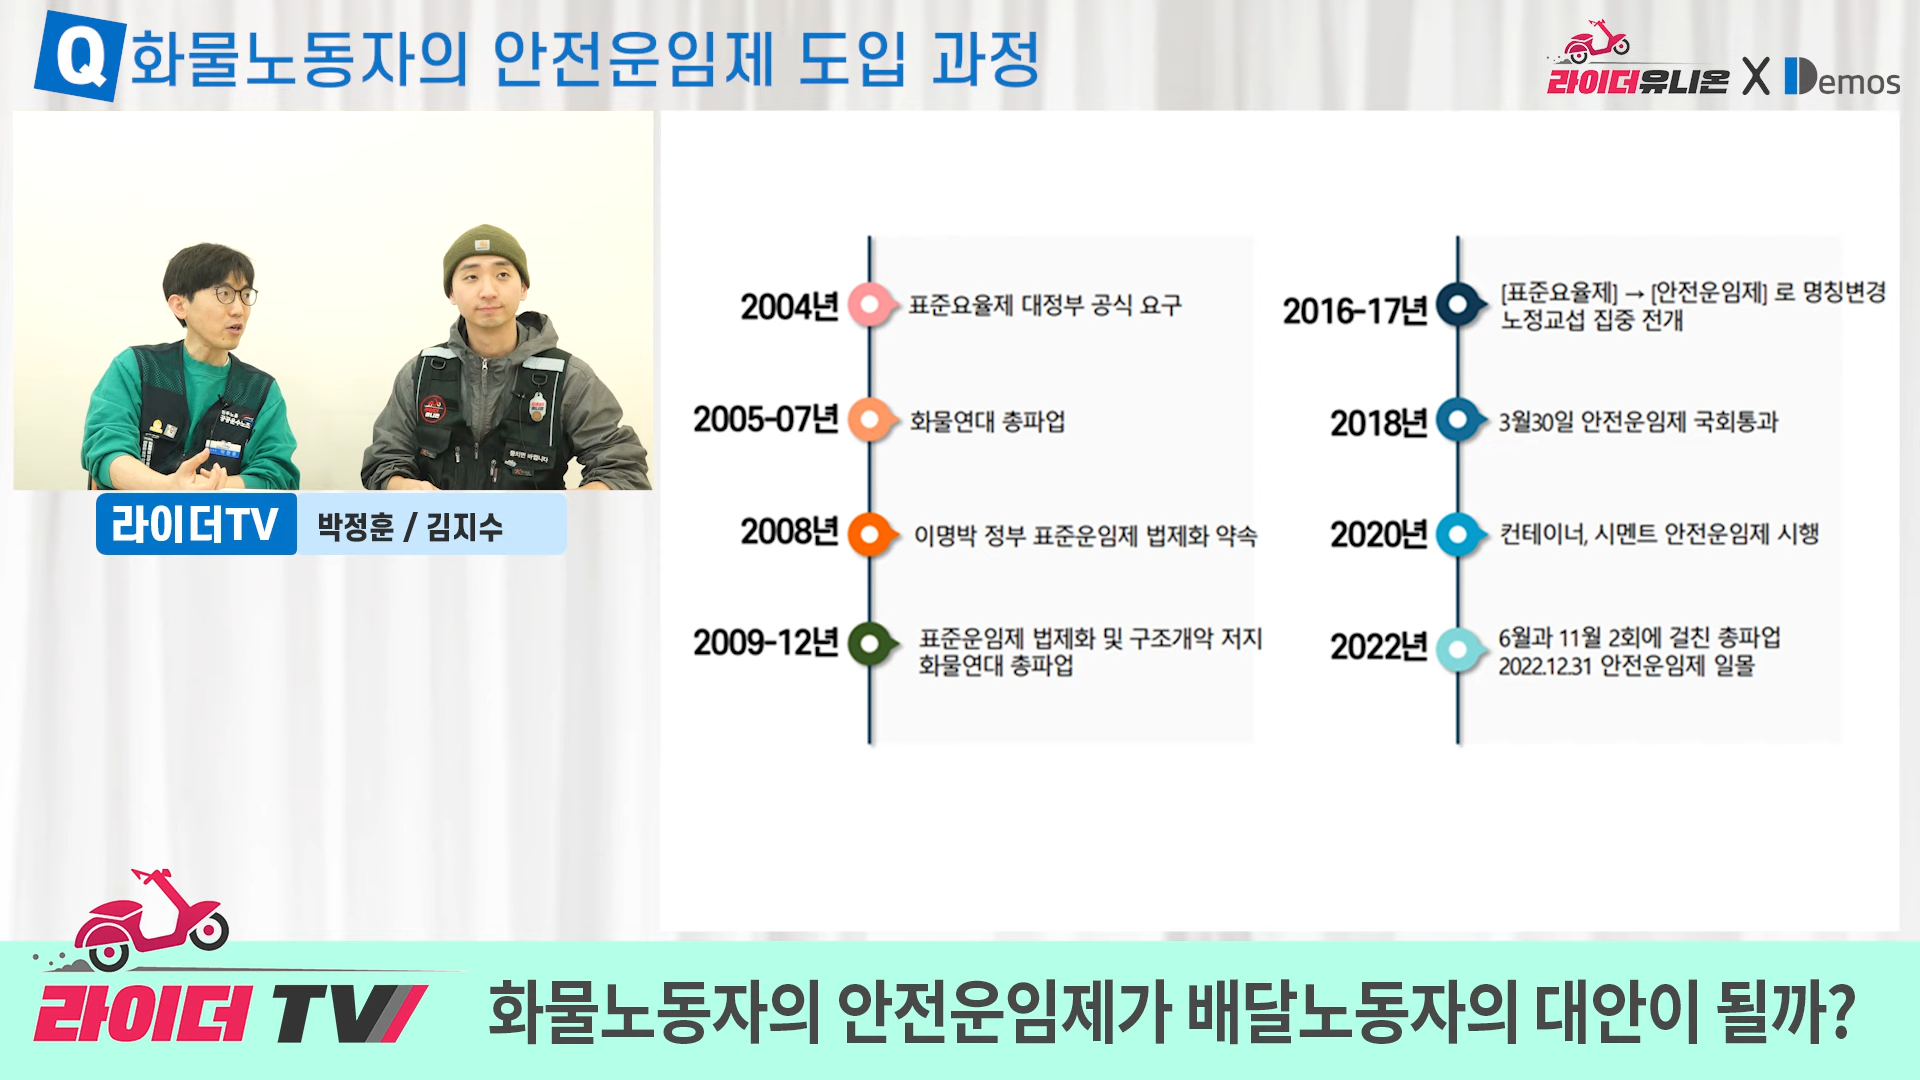 Q 화물노동자의 안전운임제 도입 과정
라이더유니온 X Demos
라이더TV 박정훈 / 김지수
2004년 표준요율제 대정부 공식 요구
2005-07년 화물연대 총파업
2008년 이명박 정부 표준운임제 법제화 약속
2009-12년 표준운임제 법제화 및 구조개악 저지
화물연대 총파업
2016-17년 [표준요율제] → [안전운임제] 로 명칭변경
노정교섭 집중 전개
2018년 3월30일 안전운임제 국회통과
2020년 컨테이너, 시멘트 안전운임제 시행
2022년 6월과 11월 2회에 걸친 총파업
2022.12.31 안전운임제 일몰
라이더 TV
화물노동자의 안전운임제가 배달노동자의 대안이 될까?